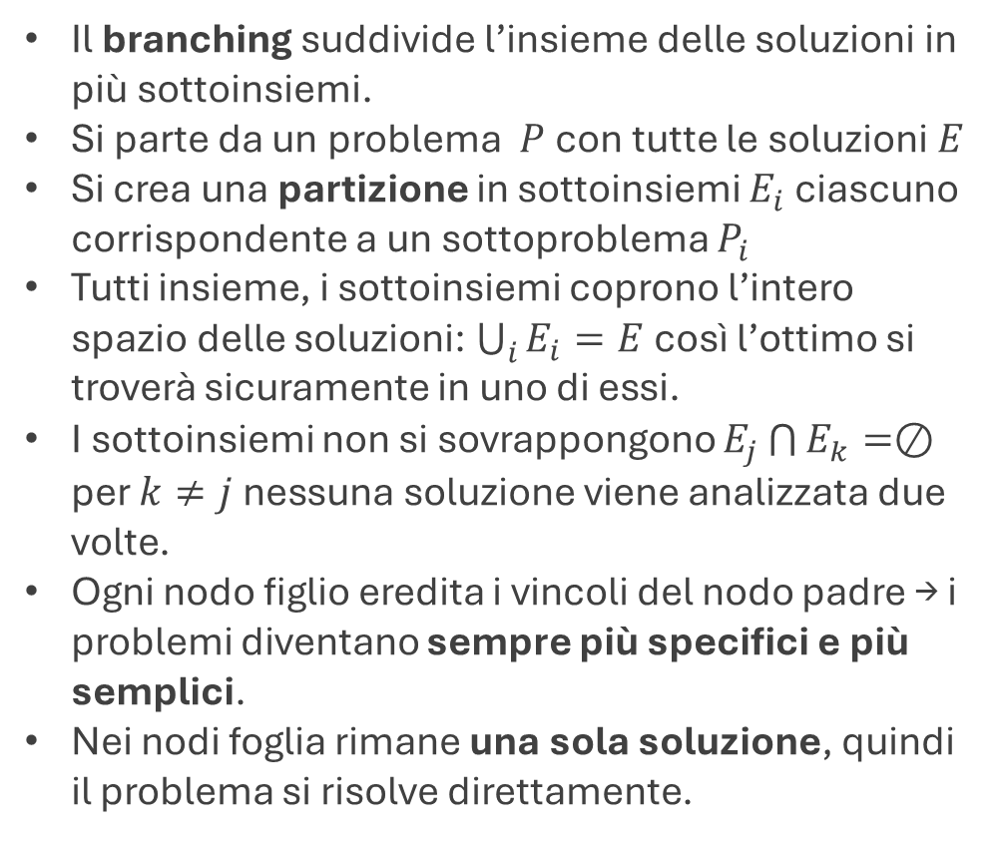 • Il branching suddivide l’insieme delle soluzioni in
più sottoinsiemi.
• Si parte da un problema P con tutte le soluzioni E
• Si crea una partizione in sottoinsiemi E_i ciascuno
corrispondente a un sottoproblema P_i
• Tutti insieme, i sottoinsiemi coprono l’intero
spazio delle soluzioni: ⋃_i E_i = E così l’ottimo si
troverà sicuramente in uno di essi.
• I sottoinsiemi non si sovrappongono E_j ⋂ E_k =∅
per k ≠ j nessuna soluzione viene analizzata due
volte.
• Ogni nodo figlio eredita i vincoli del nodo padre → i
problemi diventano sempre più specifici e più
semplici.
• Nei nodi foglia rimane una sola soluzione, quindi
il problema si risolve direttamente.